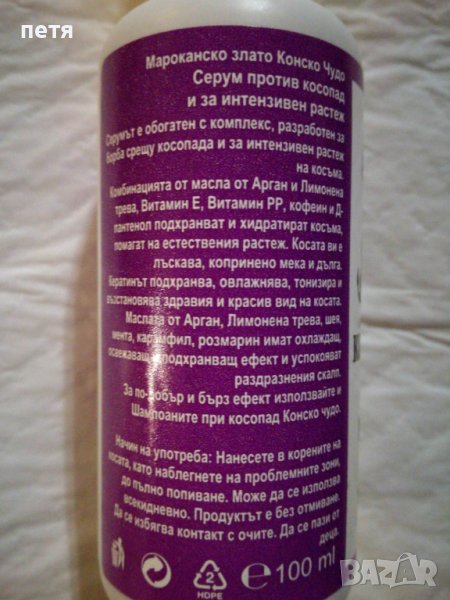 петя
Мароканско злато Конско Чудо
Серум против косопад
и за интензивен растеж
Серумът е обогатен с комплекс, разработен за
борба срещу косопада и за интензивен растеж
на косъма.
Комбинацията от масла от Арган и Лимонена
трева, Витамин Е, Витамин РР, кофеин и Д-
пантенол подхранват и хидратират косъма,
помагат на естествения растеж. Косата ви е
лъскава, копринено мека и дълга.
Кератинът подхранва, овлажнява, тонизира и
възстановява здравия и красив вид на косата.
Маслата от Арган, Лимонена трева, шея,
мента, карамфил, розмарин имат охлаждащ,
освежаващ и подхранващ ефект и успокояват
раздразнения скалп.
За по-добър и бърз ефект използвайте и
Шампоаните при косопад Конско чудо.
Начин на употреба: Нанесете в корените на
косата, като наблегнете на проблемните зони,
до пълно попиване. Може да се използва
всекидневно. Продуктът е без отмиване.
Да се избягва контакт с очите. Да се пази от
деца.
2
HDPE
℮ 100 ml
BAZAR.bg